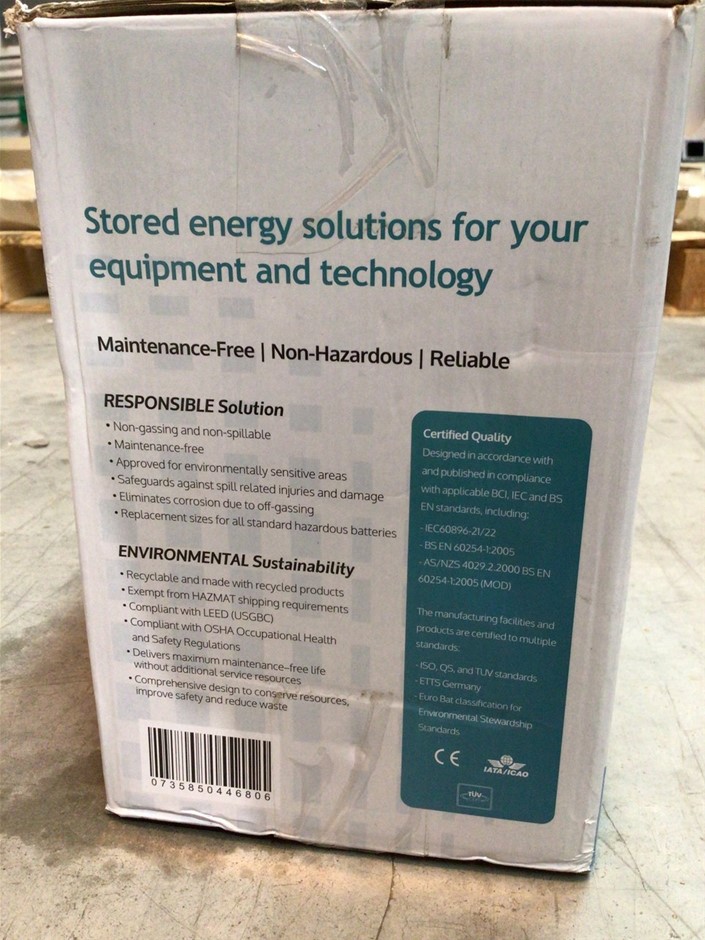 Stored energy solutions for your
equipment and technology
Maintenance-Free | Non-Hazardous | Reliable
RESPONSIBLE Solution
• Non-gassing and non-spillable
• Maintenance-free
• Approved for environmentally sensitive areas
• Safeguards against spill related injuries and damage
• Eliminates corrosion due to off-gassing
• Replacement sizes for all standard hazardous batteries
ENVIRONMENTAL Sustainability
• Recyclable and made with recycled products
• Exempt from HAZMAT shipping requirements
• Compliant with LEED (USGBC)
• Compliant with OSHA Occupational Health
and Safety Regulations
• Delivers maximum maintenance-free life
without additional service resources
• Comprehensive design to conserve resources,
improve safety and reduce waste
0735850446806
Certified Quality
Designed in accordance with
and published in compliance
with applicable BCI, IEC and BS
EN standards, including:
- IEC60896-21/22
- BS EN 60254-1:2005
- AS/NZS 4029.2.2000 BS EN
60254-1:2005 (MOD)
The manufacturing facilities and
products are certified to multiple
standards:
- ISO, QS, and TUV standards
- ETTS Germany
- Euro Bat classification for
Environmental Stewardship
Standards
CE
IATA/ICAO
TÜV